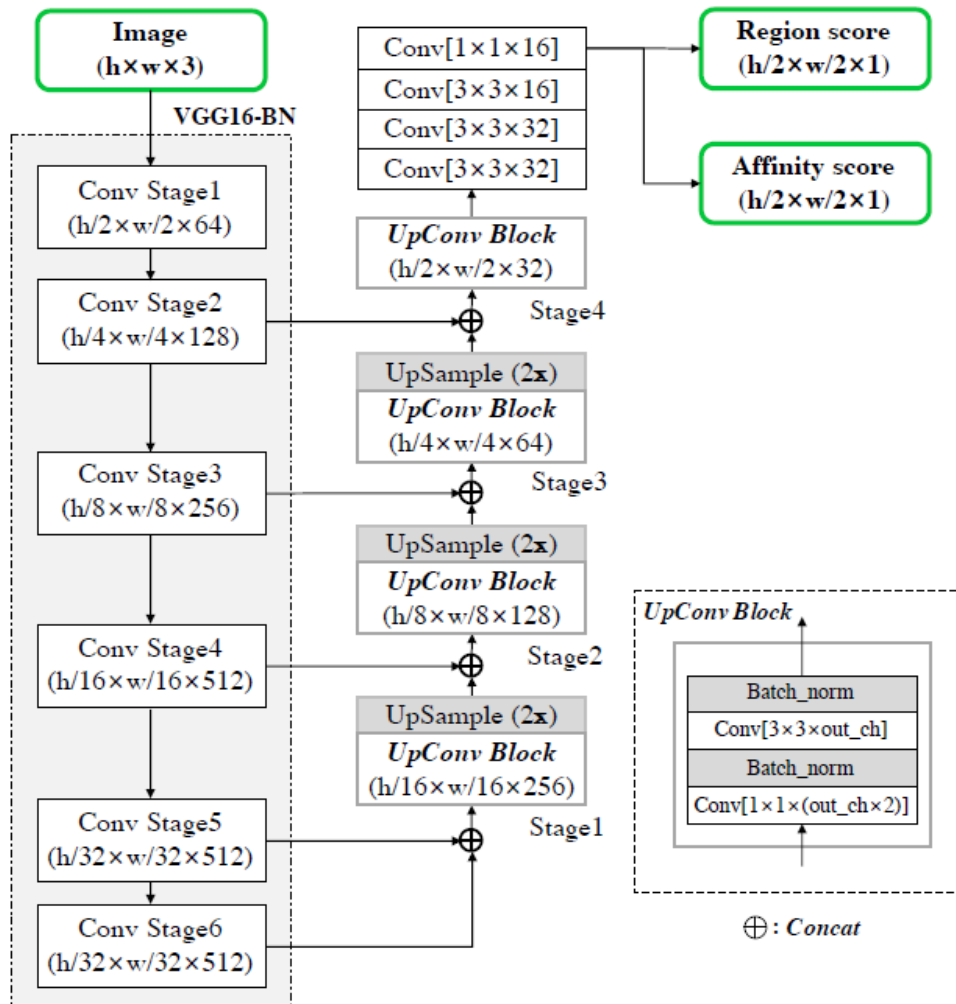 Image
(h×w×3)
VGG16-BN
Conv Stage1
(h/2×w/2×64)
Conv Stage2
(h/4×w/4×128)
Conv Stage3
(h/8×w/8×256)
Conv Stage4
(h/16×w/16×512)
Conv Stage5
(h/32×w/32×512)
Conv Stage6
(h/32×w/32×512)
Conv[1×1×16]
Conv[3×3×16]
Conv[3×3×32]
Conv[3×3×32]
UpConv Block
(h/2×w/2×32)
Stage4
UpSample (2x)
UpConv Block
(h/4×w/4×64)
Stage3
UpSample (2x)
UpConv Block
(h/8×w/8×128)
Stage2
UpSample (2x)
UpConv Block
(h/16×w/16×256)
Stage1
Region score
(h/2×w/2×1)
Affinity score
(h/2×w/2×1)
UpConv Block
Batch_norm
Conv[3×3×out_ch]
Batch_norm
Conv[1×1×(out_ch×2)]
⊕ : Concat